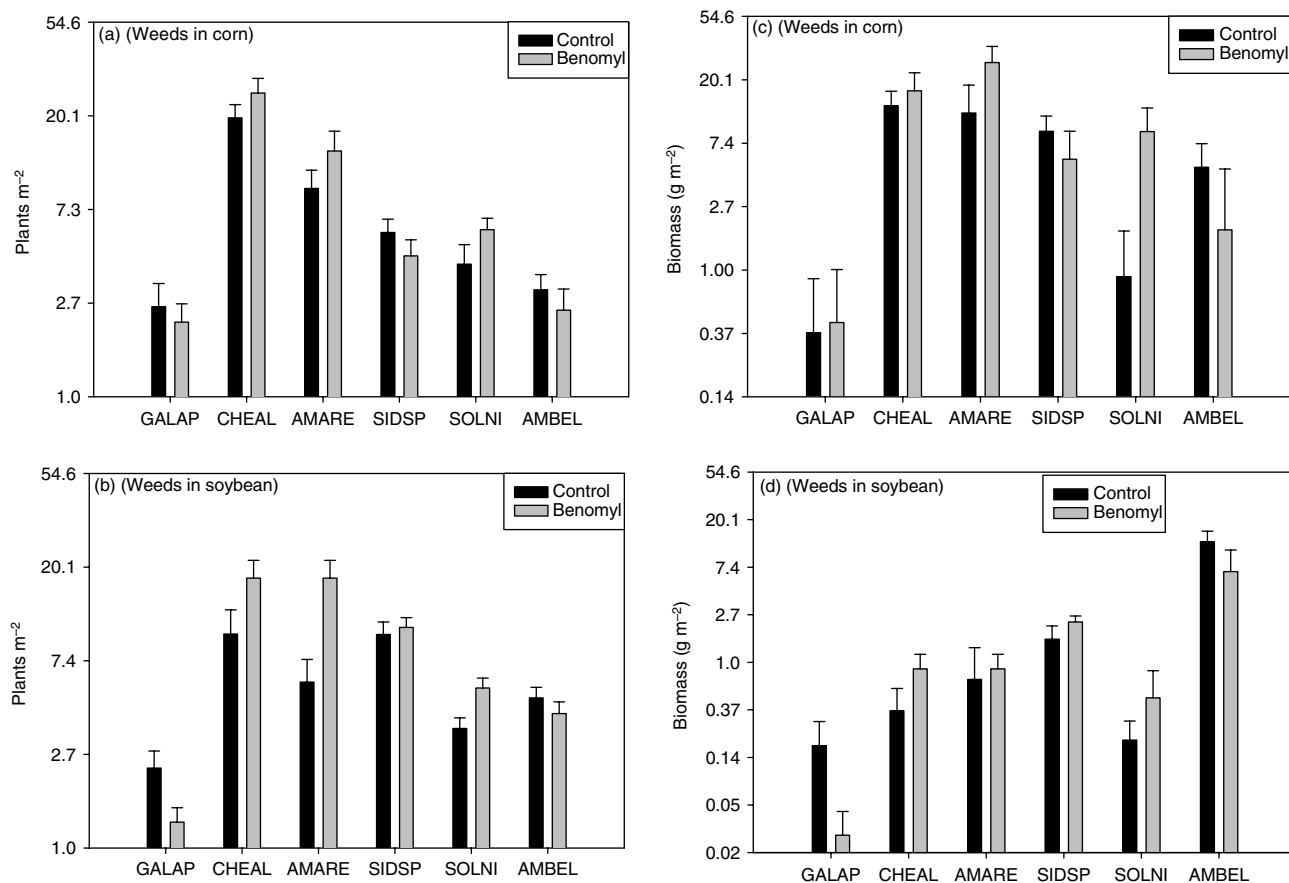 (a) (Weeds in corn)
Control
Benomyl
Plants m⁻²
54.6
20.1
7.3
2.7
1.0
GALAP CHEAL AMARE SIDSP SOLNI AMBEL
(c) (Weeds in corn)
Control
Benomyl
Biomass (g m⁻²)
54.6
20.1
7.4
2.7
1.00
0.37
0.14
GALAP CHEAL AMARE SIDSP SOLNI AMBEL
(b) (Weeds in soybean)
Control
Benomyl
Plants m⁻²
54.6
20.1
7.4
2.7
1.0
GALAP CHEAL AMARE SIDSP SOLNI AMBEL
(d) (Weeds in soybean)
Control
Benomyl
Biomass (g m⁻²)
54.6
20.1
7.4
2.7
1.0
0.37
0.14
0.05
0.02
GALAP CHEAL AMARE SIDSP SOLNI AMBEL